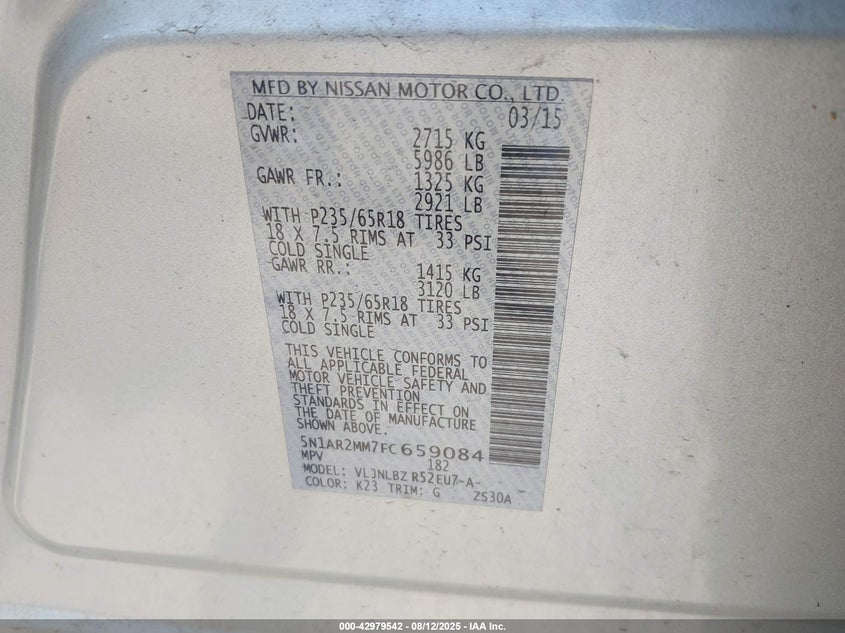 MFD BY NISSAN MOTOR CO., LTD.
DATE: 03/15
GVWR: 2715 KG
5986 LB
GAWR FR.: 1325 KG
2921 LB
WITH P235/65R18 TIRES
18 X 7.5 RIMS AT 33 PSI
COLD SINGLE
GAWR RR.: 1415 KG
3120 LB
WITH P235/65R18 TIRES
18 X 7.5 RIMS AT 33 PSI
COLD SINGLE
THIS VEHICLE CONFORMS TO
ALL APPLICABLE FEDERAL
MOTOR VEHICLE SAFETY AND
THEFT PREVENTION
STANDARDS IN EFFECT ON
THE DATE OF MANUFACTURE
SHOWN ABOVE.
5N1AR2MM7FC659084
MPV 182
MODEL: VLJNLBZ R52EU7-A-
COLOR: K23 TRIM: G ZS30A
000-42979542 - 08/12/2025 - IAA Inc.